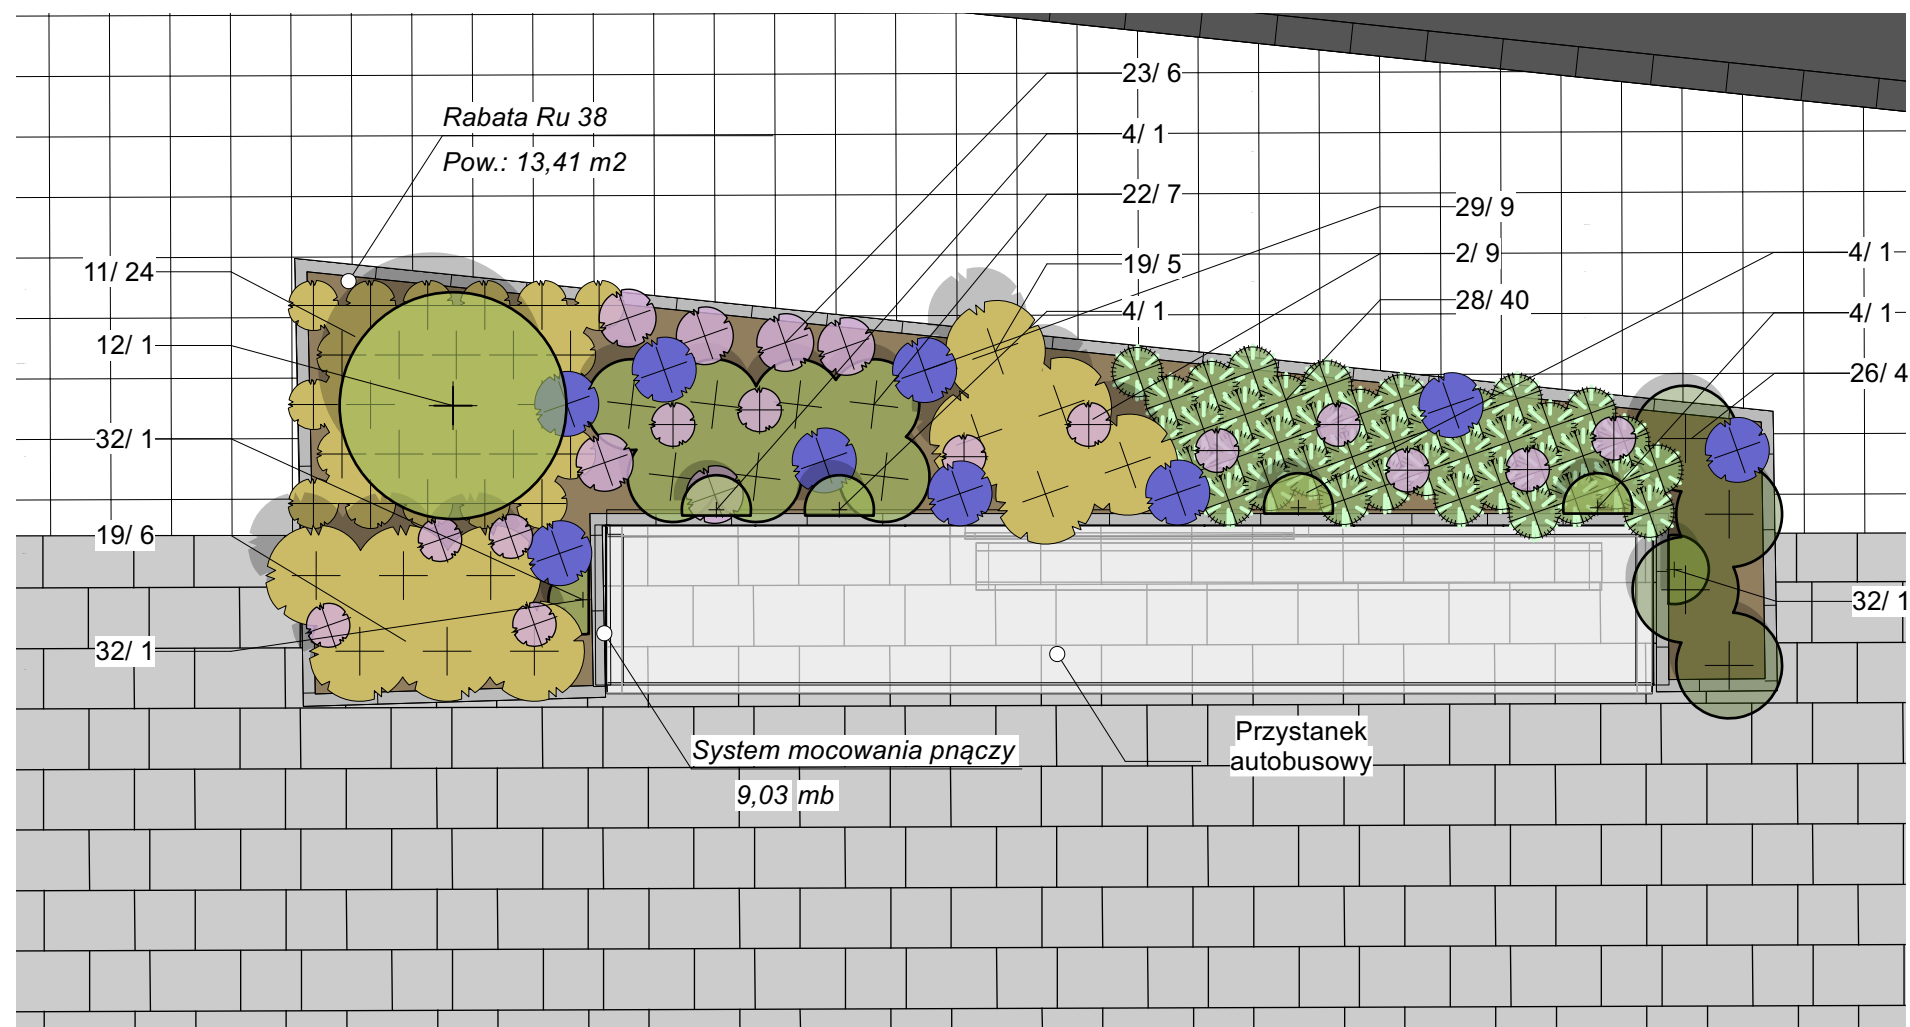 23/ 6
Rabata Ru 38
4/ 1
Pow.: 13,41 m2
22/ 7
29/ 9
2/ 9
4/ 1
19/ 5
11/ 24
28/ 40
4/ 1
4/ 1
12/ 1
26/ 4
32/ 1
19/ 6
32/ 1
32/ 1
Przystanek
autobusowy
System mocowania pnączy
9,03 mb